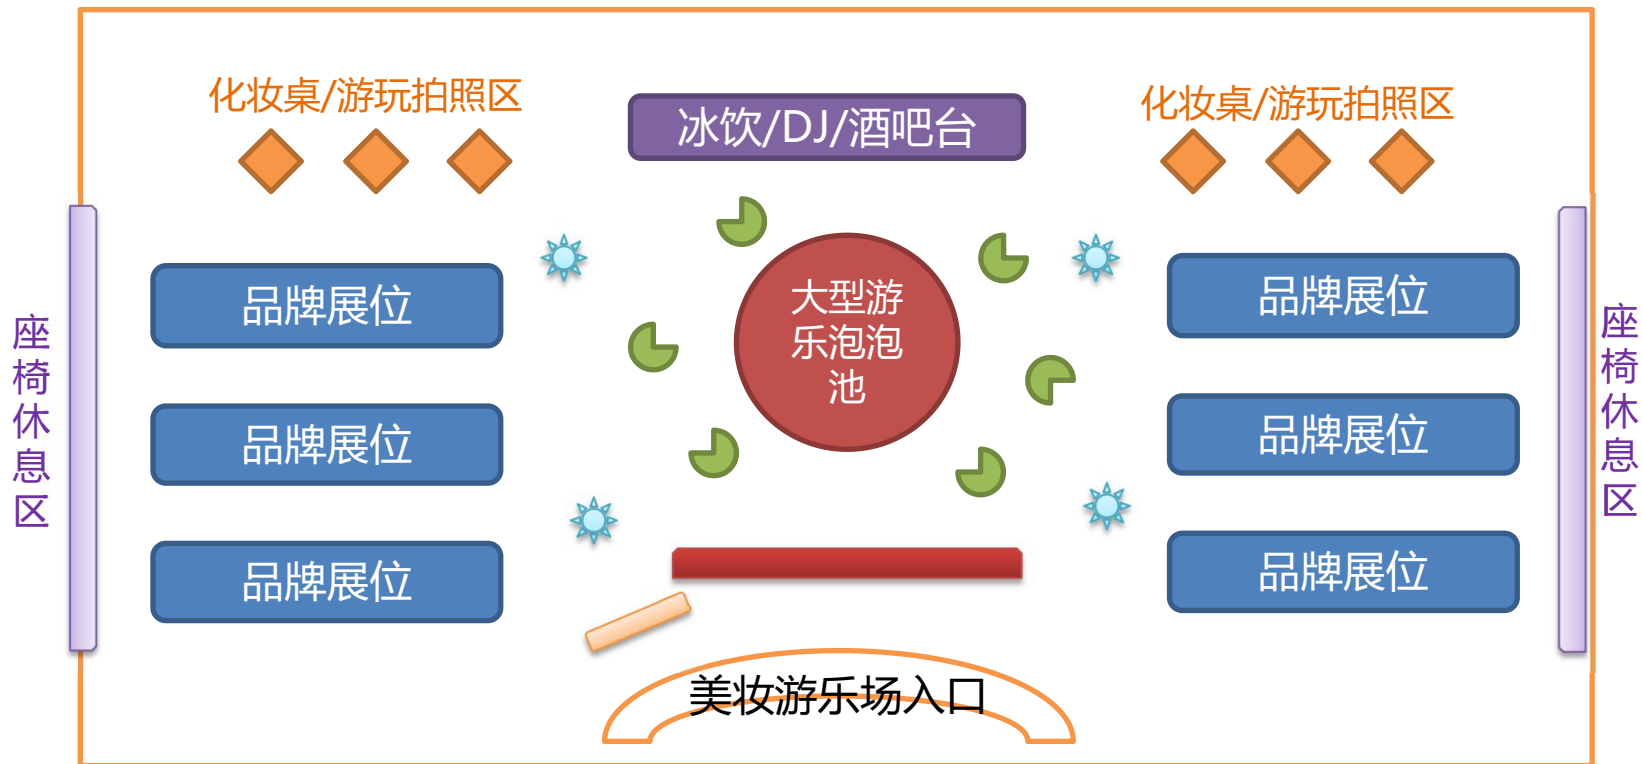 化妆桌/游玩拍照区
冰饮/DJ/酒吧台
化妆桌/游玩拍照区
座椅休息区
品牌展位
品牌展位
品牌展位
大型游
乐泡泡
池
品牌展位
品牌展位
品牌展位
座椅休息区
美妆游乐场入口